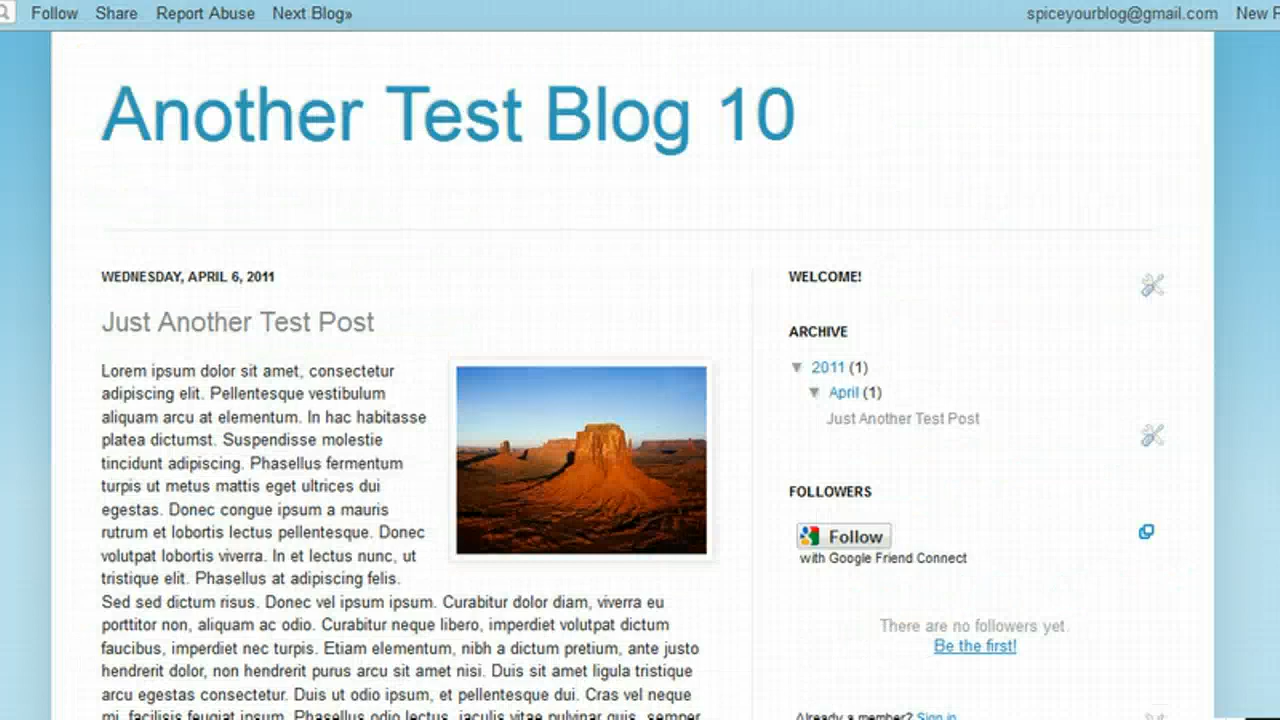 Follow Share Report Abuse Next Blog»
spiceyourblog@gmail.com New
Another Test Blog 10
WEDNESDAY, APRIL 6, 2011
Just Another Test Post
Lorem ipsum dolor sit amet, consectetur
adipiscing elit. Pellentesque vestibulum
aliquam arcu at elementum. In hac habitasse
platea dictumst. Suspendisse molestie
tincidunt adipiscing. Phasellus fermentum
turpis ut metus mattis eget ultrices dui
egestas. Donec congue ipsum a mauris
rutrum et lobortis lectus pellentesque. Donec
volutpat lobortis viverra. In et lectus nunc, ut
tristique elit. Phasellus at adipiscing felis.
Sed sed dictum risus. Donec vel ipsum ipsum. Curabitur dolor diam, viverra eu
porttitor non, aliquam ac odio. Curabitur neque libero, imperdiet volutpat dictum
faucibus, imperdiet nec turpis. Etiam elementum, nibh a dictum pretium, ante justo
hendrerit dolor, non hendrerit purus arcu sit amet nisi. Duis sit amet ligula tristique
arcu egestas consectetur. Duis ut odio ipsum, et pellentesque dui. Cras vel neque
mi, facilisis feugiat ipsum. Phasellus odio lectus, iaculis vitae pulvinar quis, semper
WELCOME!
ARCHIVE
▼ 2011 (1)
▼ April (1)
Just Another Test Post
FOLLOWERS
Follow
with Google Friend Connect
There are no followers yet.
Be the first!
Already a member? Sign in